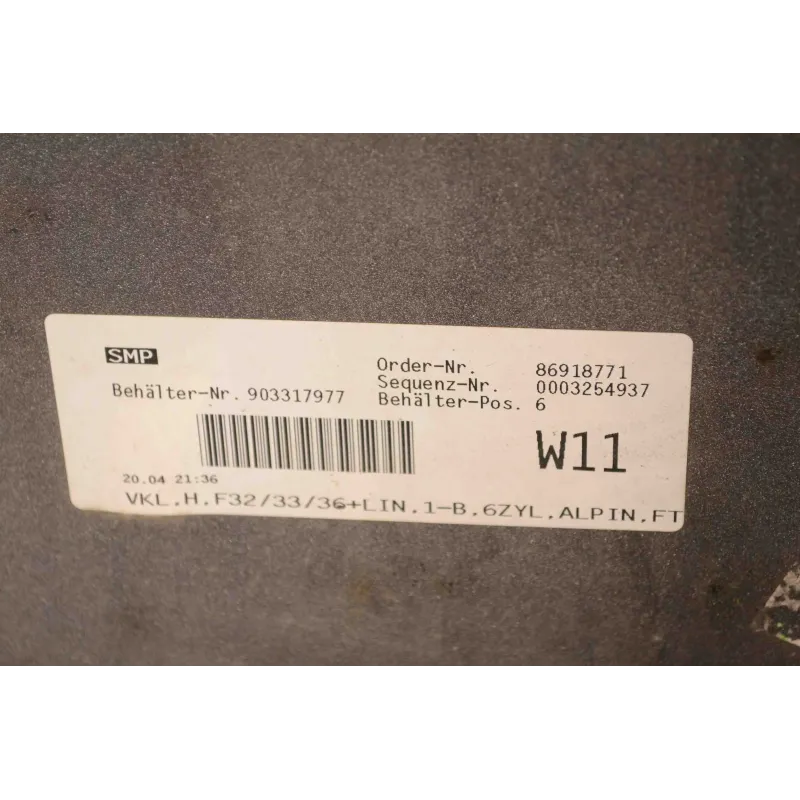 SMP
Order-Nr. 86918771
Sequenz-Nr. 0003254937
Behälter-Nr. 903317977
Behälter-Pos. 6
W11
20.04 21:36
VKL.H.F32/33/36+LIN.1-B.6ZYL.ALPIN.FT